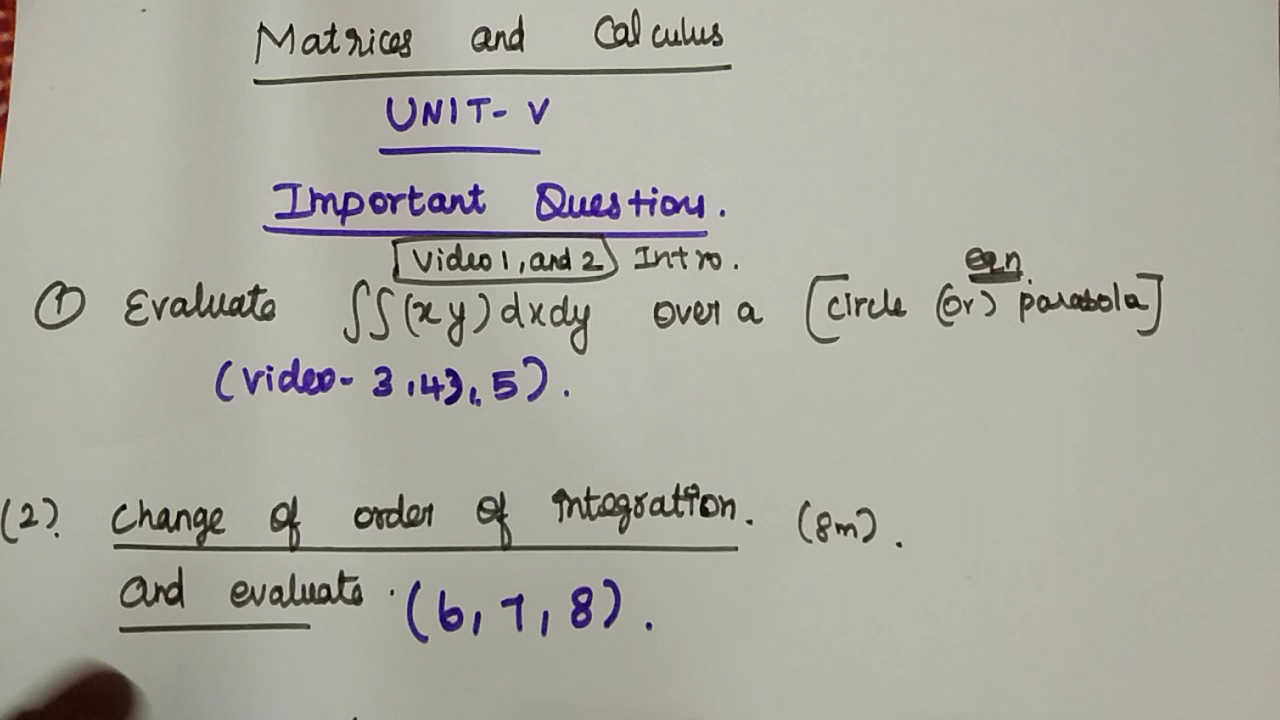 Matrices and Calculus
UNIT- V
Important Questions.
Video 1, and 2 Intro.
① Evaluate ∫∫(xy) dxdy over a [circle (or) parabola] eqn.
(video- 3,4,5).
(2). Change of order of integration. (8m).
and evaluate. (6, 7, 8).